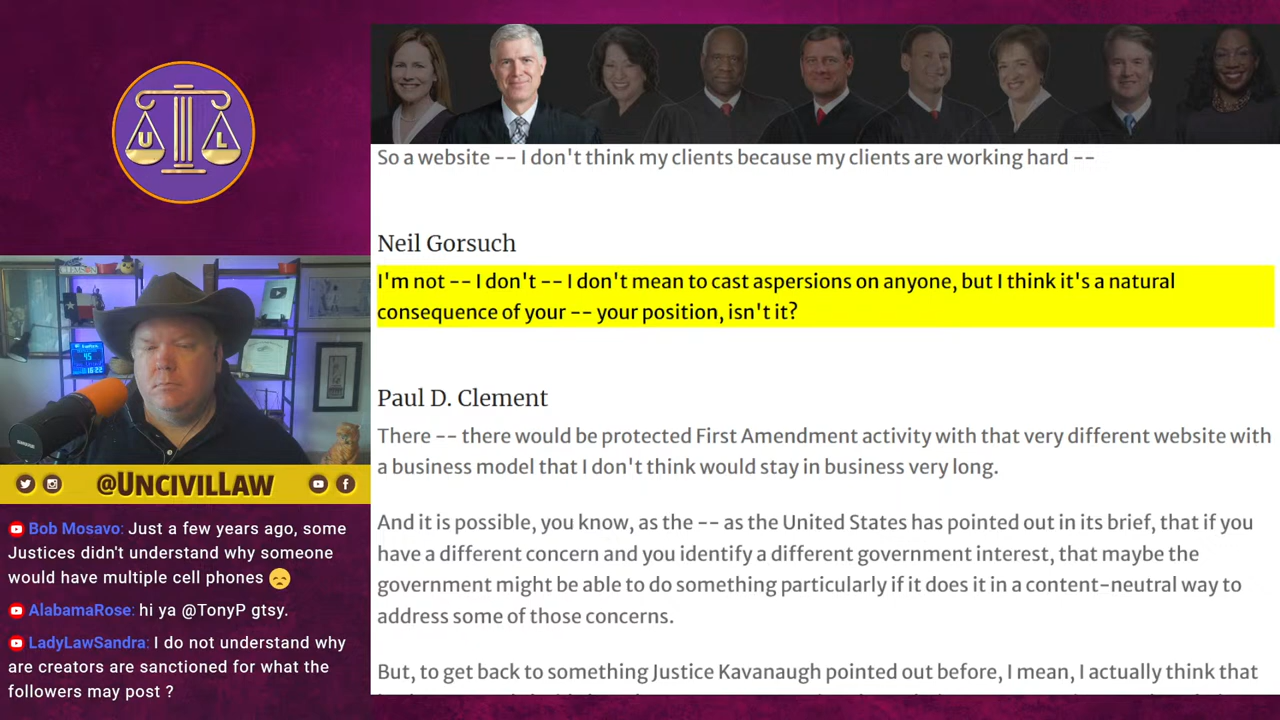 So a website -- I don't think my clients because my clients are working hard --
Neil Gorsuch
I'm not -- I don't -- I don't mean to cast aspersions on anyone, but I think it's a natural
consequence of your -- your position, isn't it?
Paul D. Clement
There -- there would be protected First Amendment activity with that very different website with
a business model that I don't think would stay in business very long.
And it is possible, you know, as the -- as the United States has pointed out in its brief, that if you
have a different concern and you identify a different government interest, that maybe the
government might be able to do something particularly if it does it in a content-neutral way to
address some of those concerns.
But, to get back to something Justice Kavanaugh pointed out before, I mean, I actually think that
U L
CLEMSON
45
16:22
@UNCIVILLAW
Bob Mosavo: Just a few years ago, some
Justices didn't understand why someone
would have multiple cell phones 😞
AlabamaRose: hi ya @TonyP gtsy.
LadyLawSandra: I do not understand why
are creators are sanctioned for what the
followers may post ?